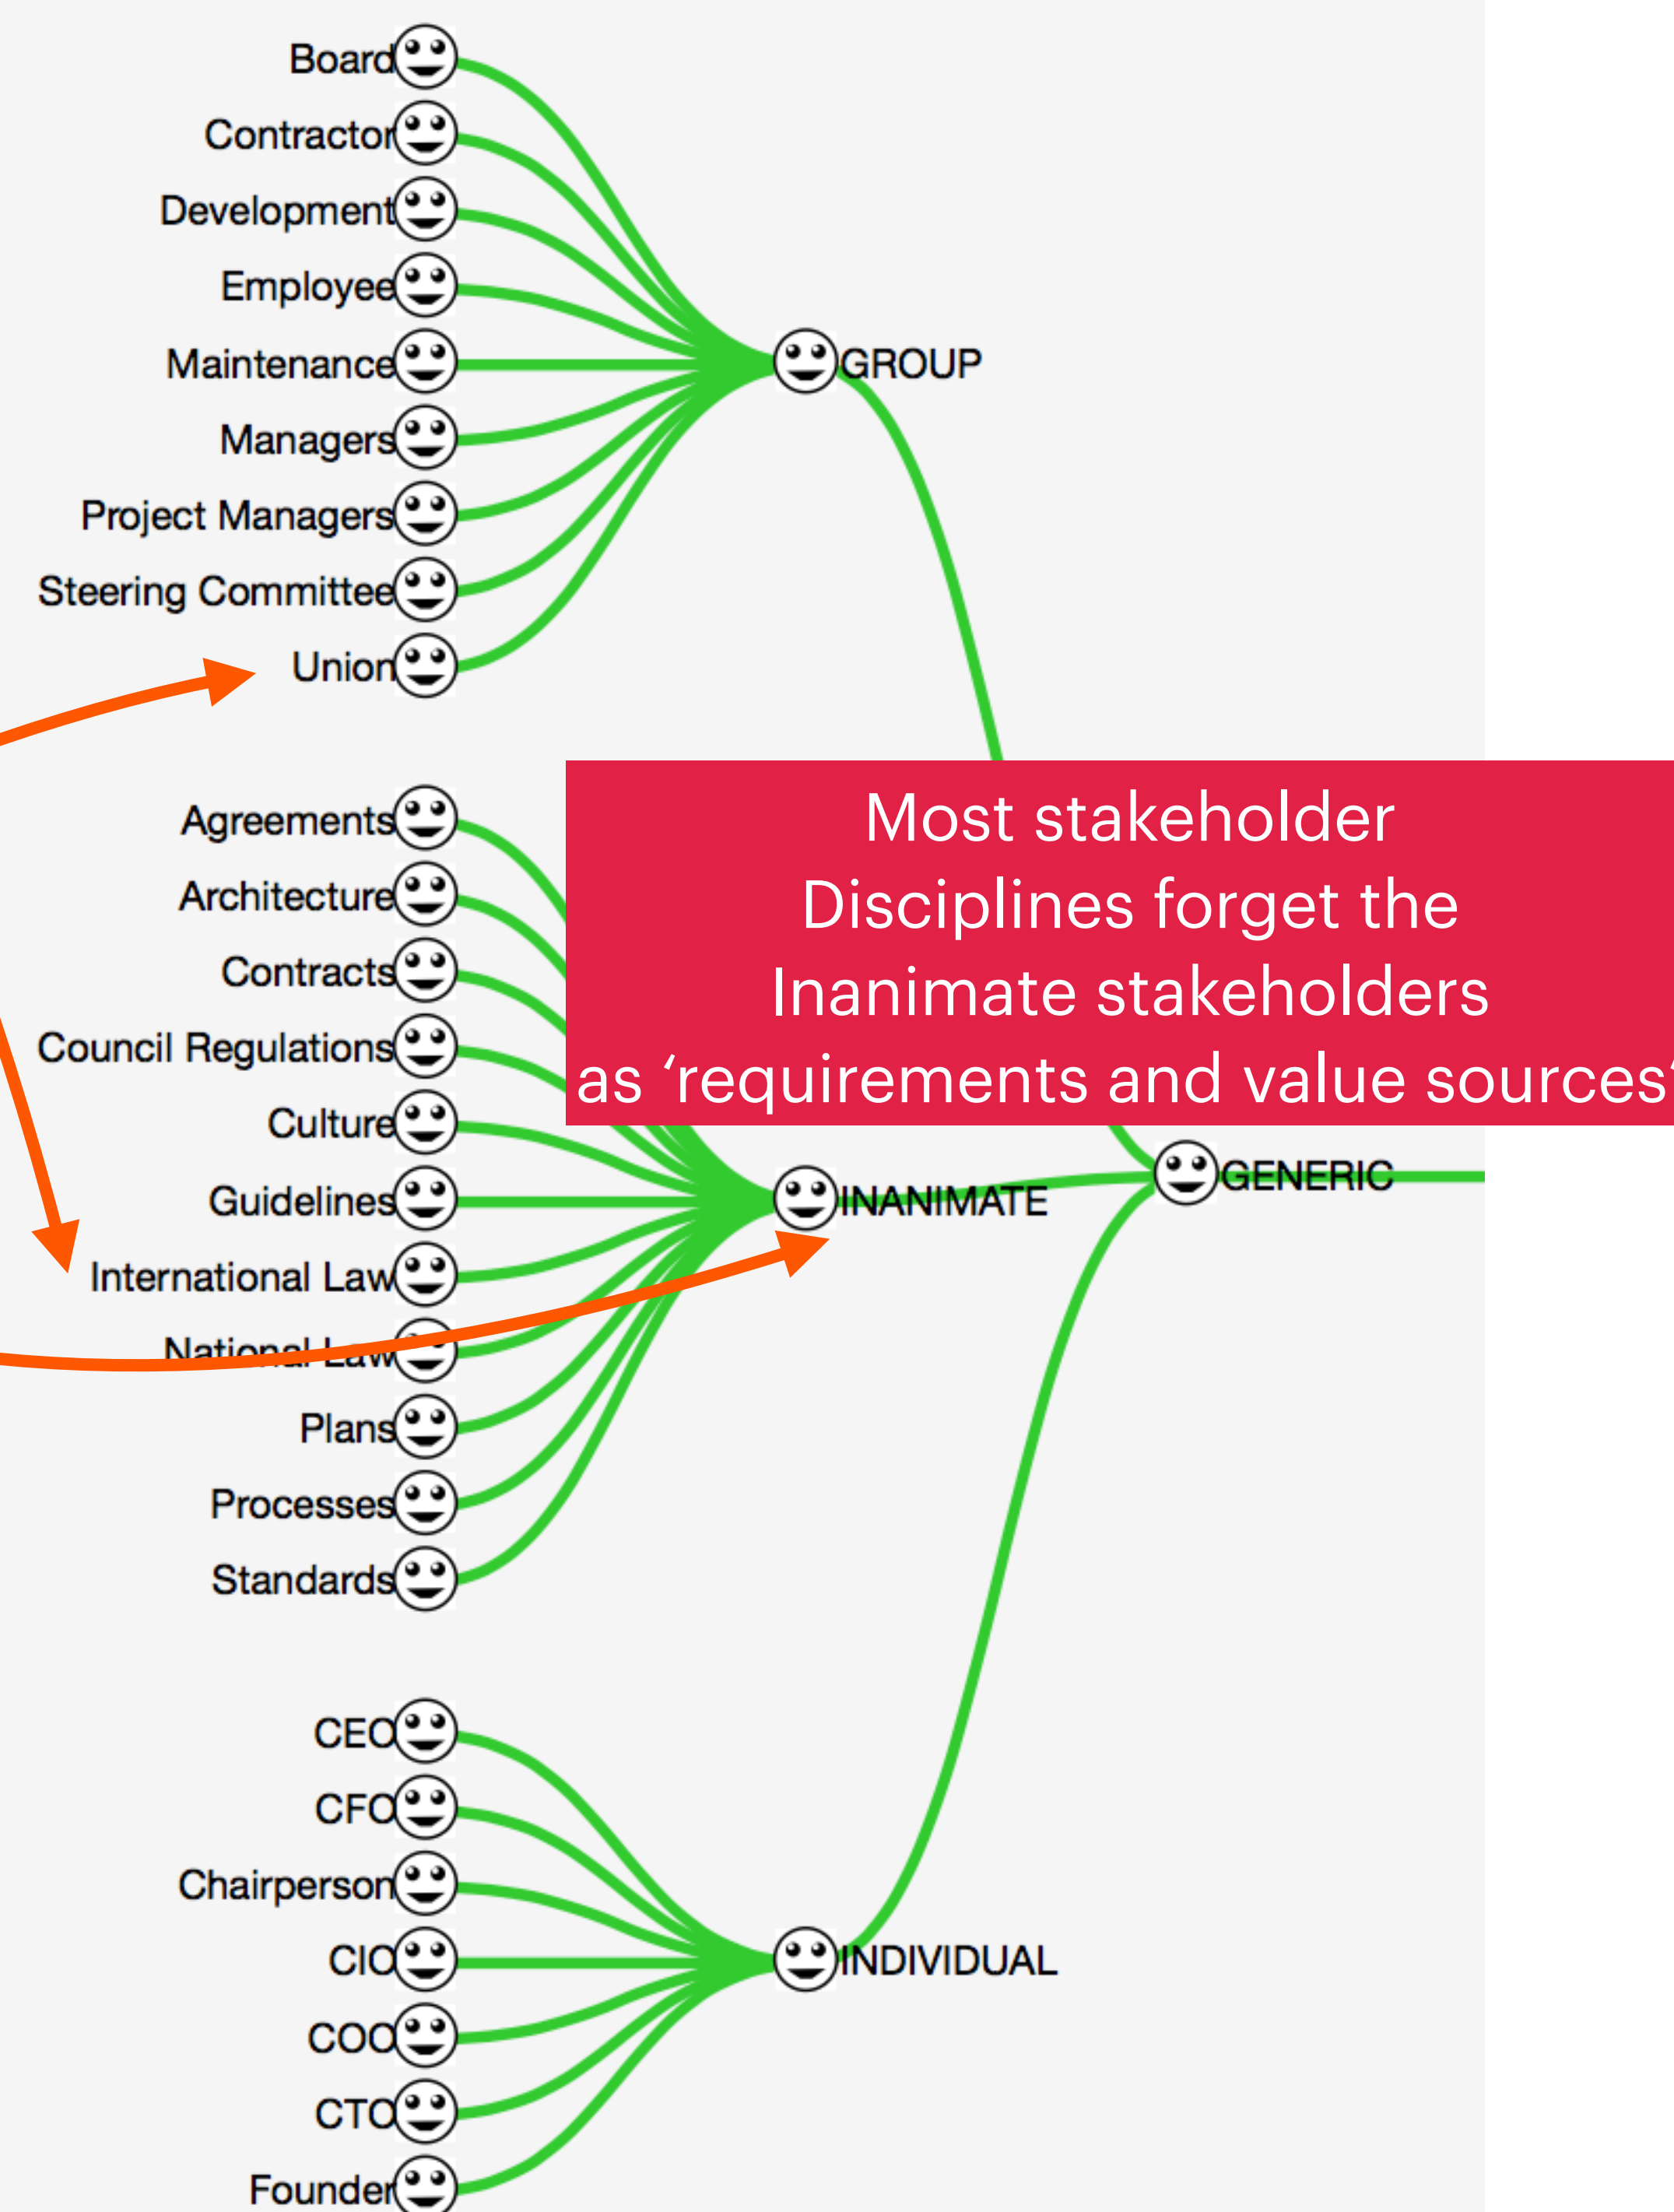 Board
Contractor
Development
Employee
Maintenance
GROUP
Managers
Project Managers
Steering Committee
Union
Most stakeholder
Disciplines forget the
Inanimate stakeholders
as ‘requirements and value sources‘
Agreements
Architecture
Contracts
Council Regulations
Culture
GENERIC
Guidelines
INANIMATE
International Law
National Law
Plans
Processes
Standards
CEO
CFO
Chairperson
CIO
INDIVIDUAL
COO
CTO
Founder